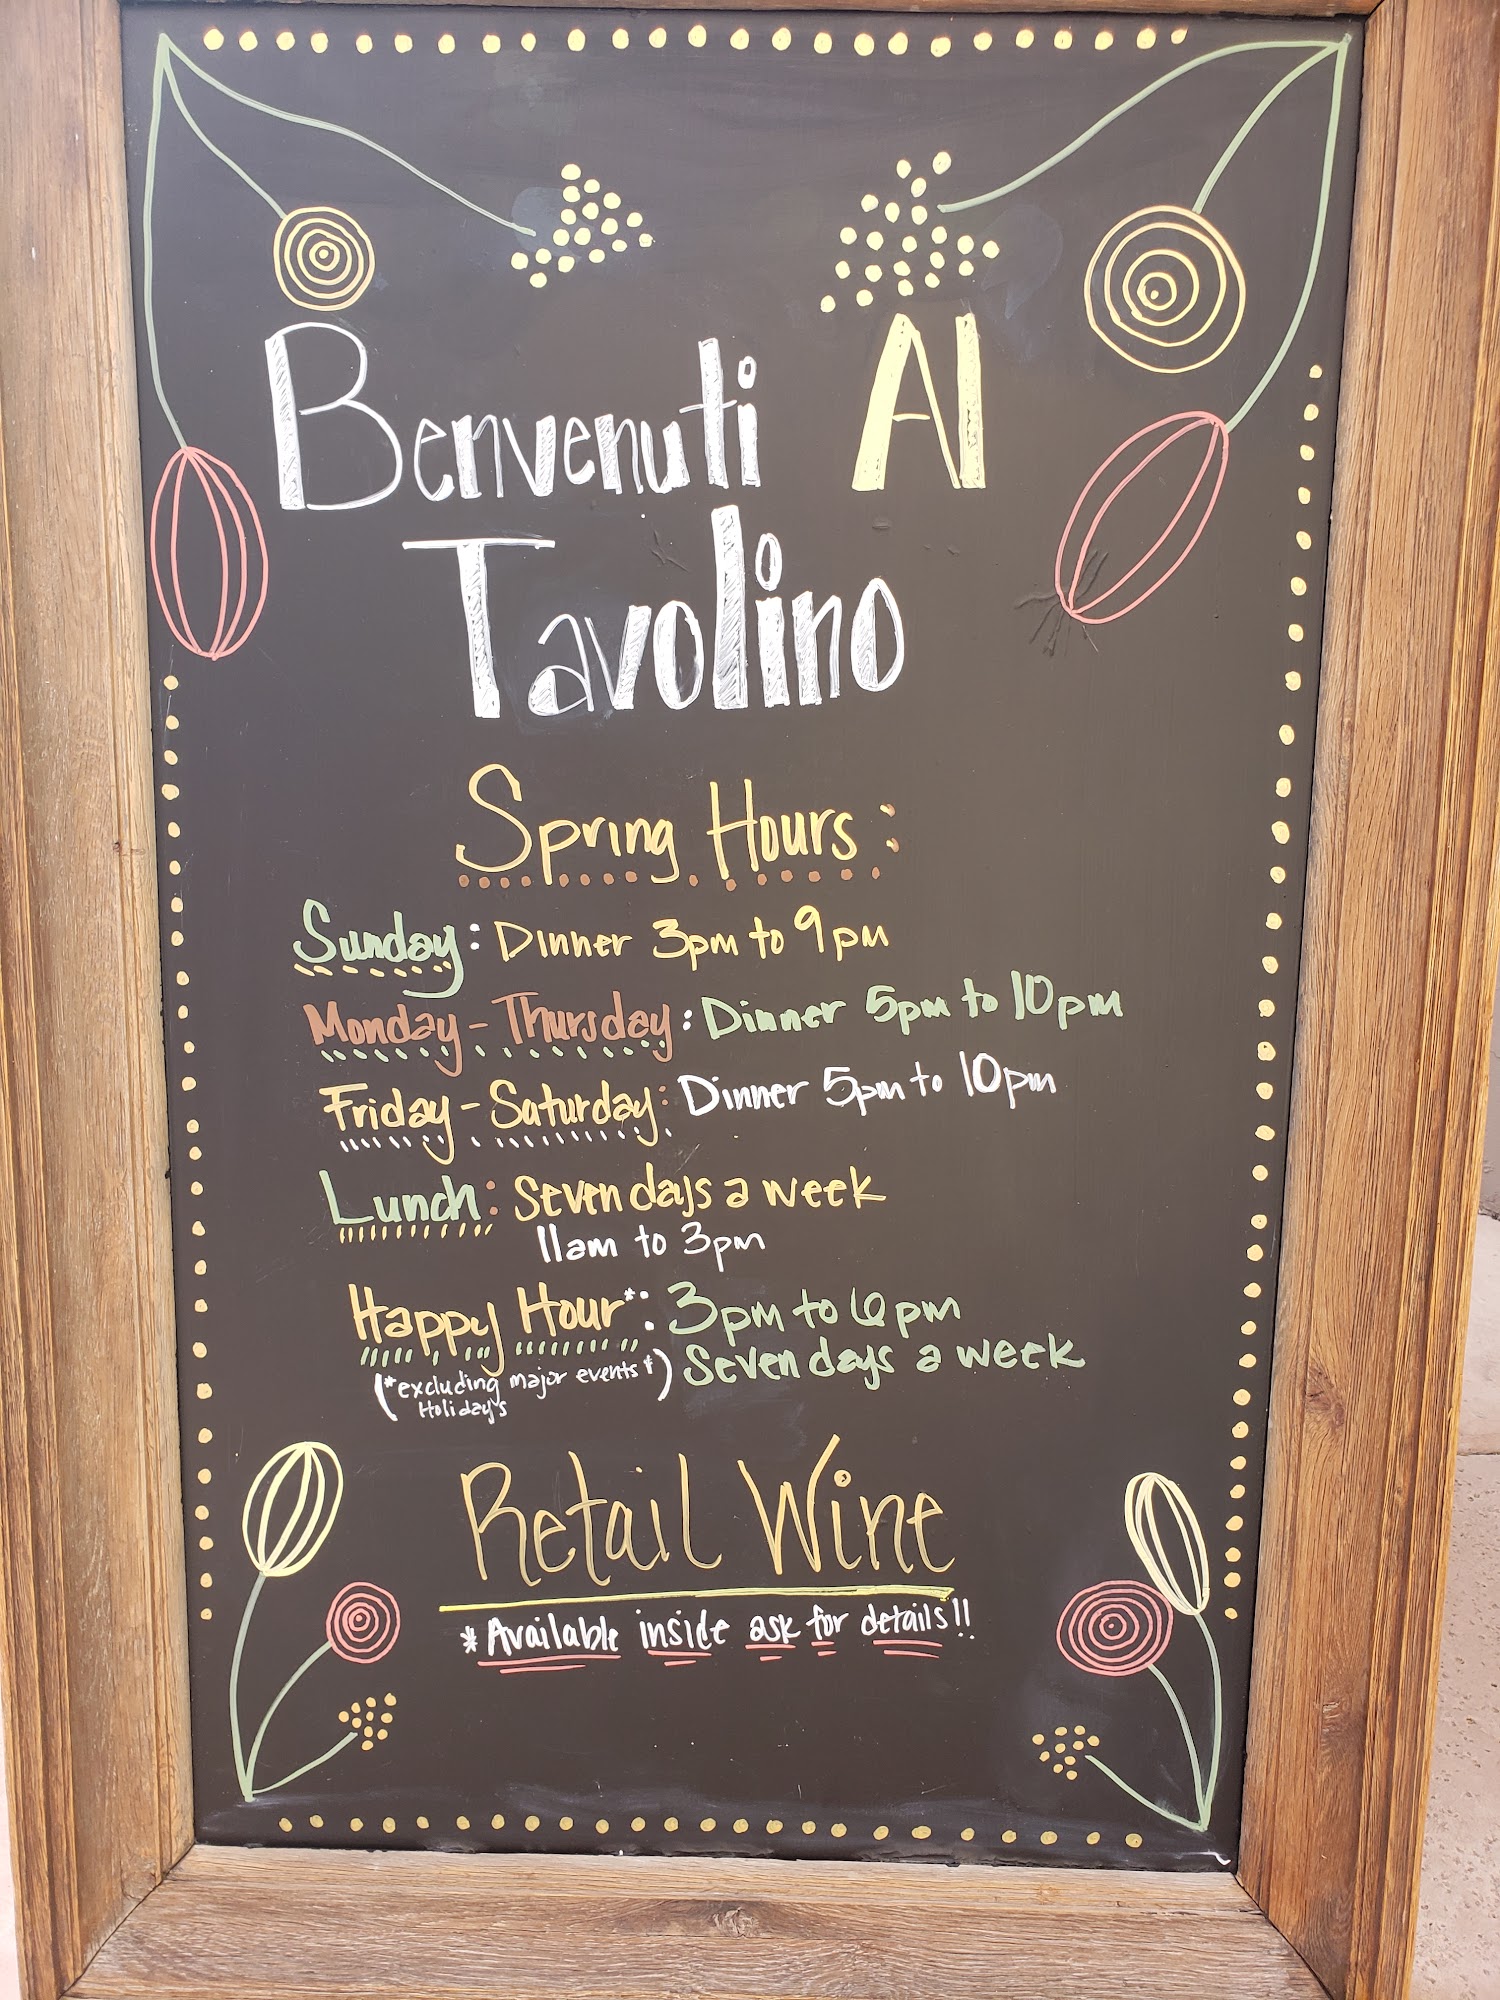 Benvenuti Al
Tavolino
Spring Hours:
Sunday: Dinner 3pm to 9pm
Monday - Thursday: Dinner 5pm to 10pm
Friday - Saturday: Dinner 5pm to 10pm
Lunch: Seven days a week
11am to 3pm
Happy Hour*: 3pm to 6pm
(*excluding major events*) Seven days a week
Holidays
Retail Wine
*Available inside ask for details!!